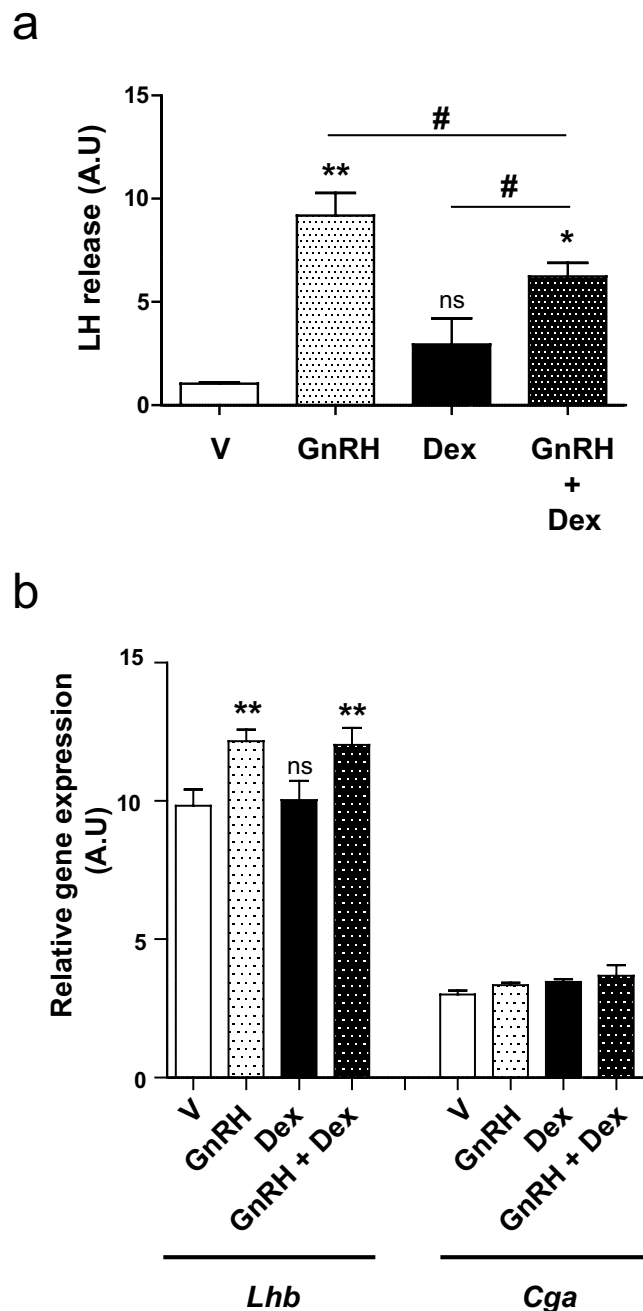 a
LH release (A.U)
15
10
5
0
#
#
**
ns
*
V GnRH Dex GnRH
+
Dex
b
Relative gene expression
(A.U)
15
10
5
0
**
ns
**
V GnRH Dex GnRH + Dex V GnRH Dex GnRH + Dex
Lhb Cga